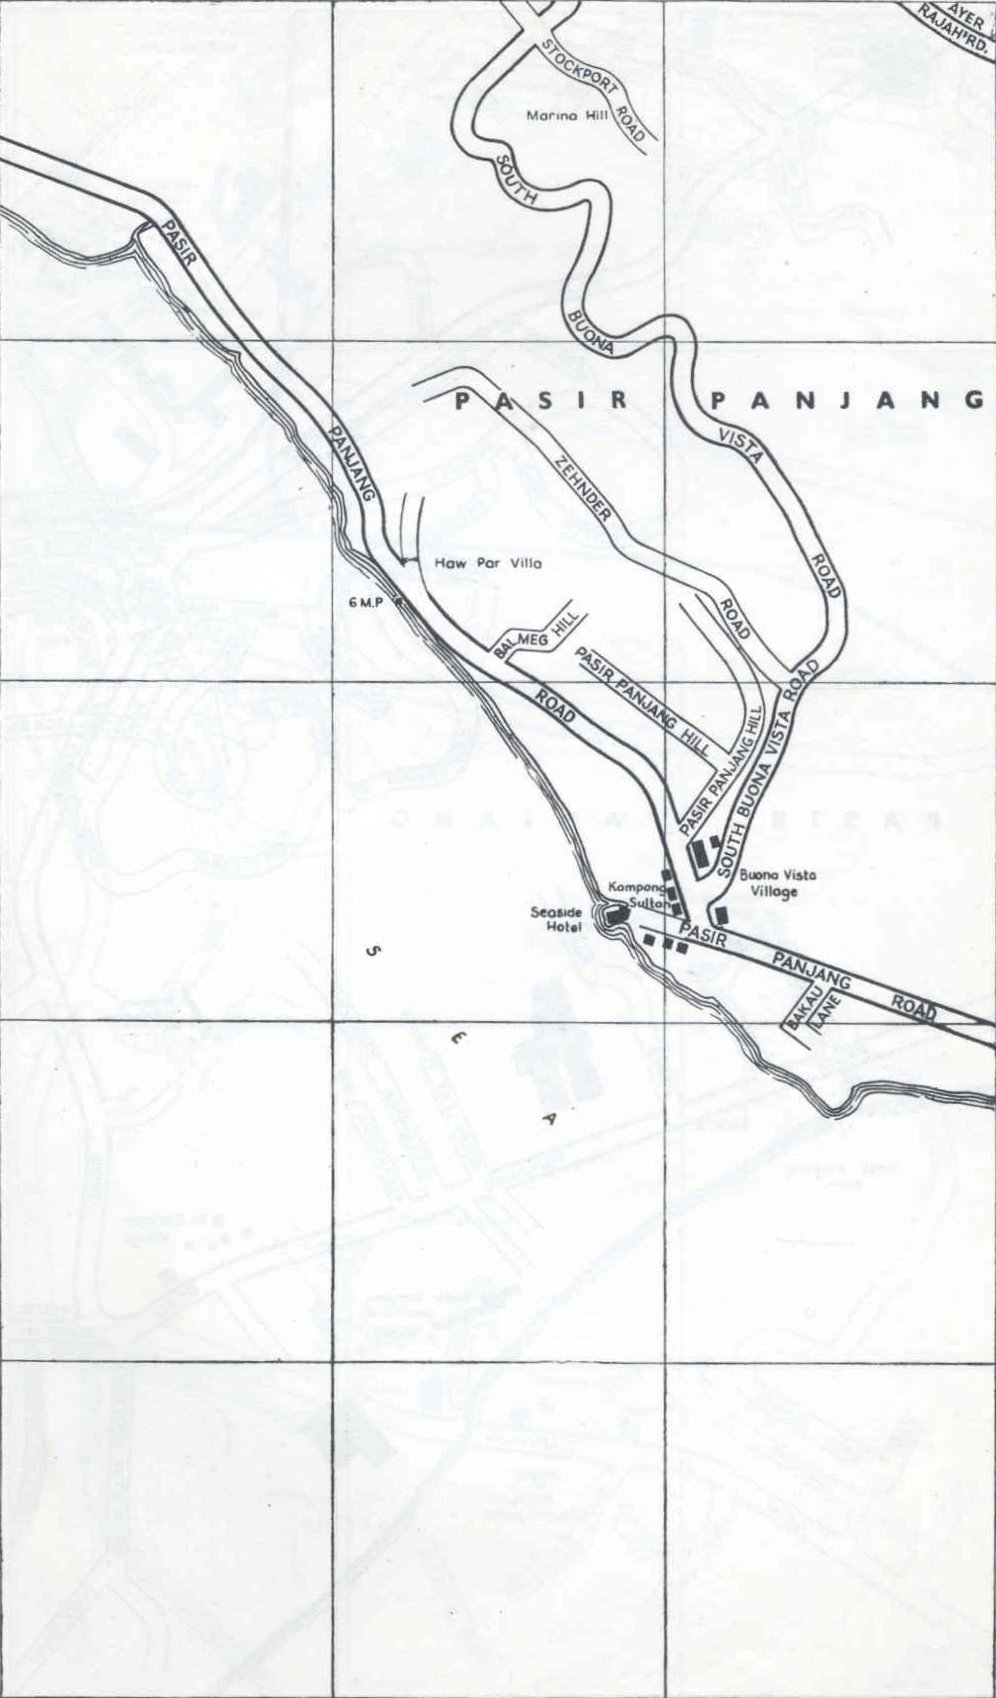 AYER
RAJAH RD.
STOCKPORT ROAD
Marina Hill
SOUTH
PASIR
BUONA
PASIR PANJANG
VISTA
PANJANG
ZEHNDER
ROAD
Haw Par Villa
6 M.P
ROAD
BALMEG HILL
PASIR PANJANG HILL
SOUTH BUONA VISTA ROAD
ROAD
PASIR PANJANG HILL
Buona Vista
Village
Kampong
Sultan
Seaside
Hotel
PASIR
PANJANG
ROAD
BAKAU
LANE
S
E
A